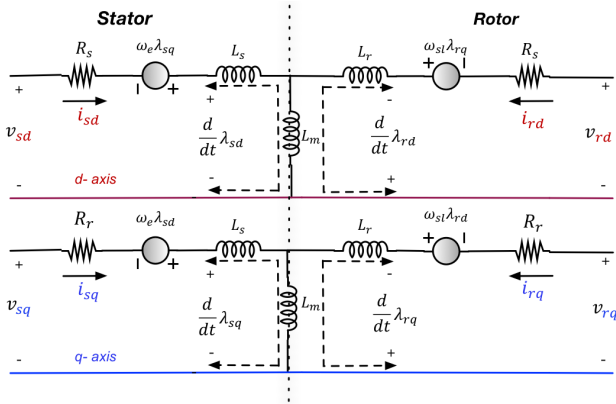 Stator Rotor
R_s ω_e λ_sq L_s L_r ω_sl λ_rq R_s
+ - + + - + - +
i_sd i_rd
v_sd d/dt λ_sd L_m d/dt λ_rd v_rd
- - + -
d- axis
R_r ω_e λ_sd L_s L_r ω_sl λ_rd R_r
+ - + + - + - +
i_sq i_rq
v_sq d/dt λ_sq L_m d/dt λ_rq v_rq
- - + -
q- axis